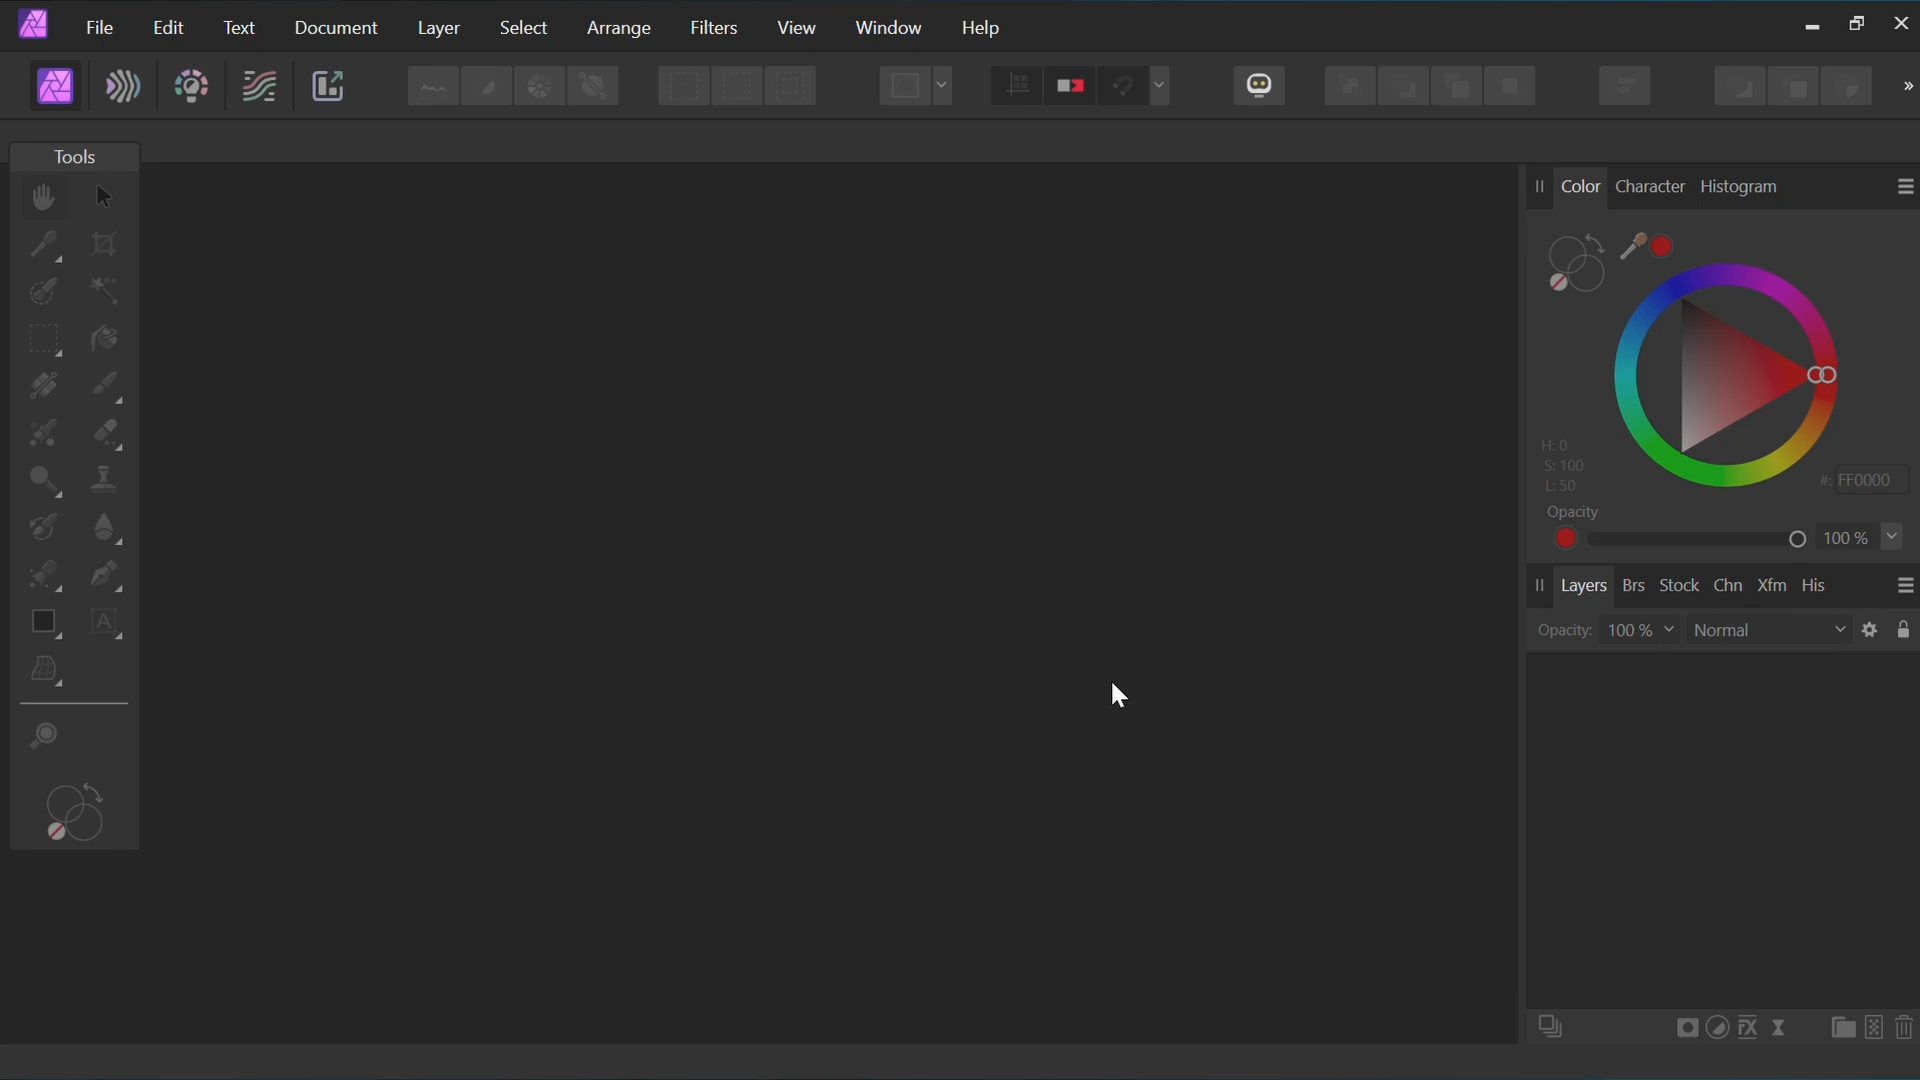 File Edit Text Document Layer Select Arrange Filters View Window Help
Tools
Color Character Histogram
H: 0
S: 100
L: 50
#: FF0000
Opacity
100 %
Layers Brs Stock Chn Xfm His
Opacity: 100 % Normal